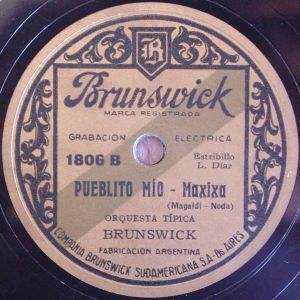 B
Brunswick
MARCA REGISTRADA
GRABACION ELECTRICA
1806 B
Estribillo
L. Díaz
PUEBLITO MÍO - Maxixa
(Magaldi - Noda)
ORQUESTA TÍPICA
BRUNSWICK
FABRICACION ARGENTINA
COMPAÑIA BRUNSWICK SUDAMERICANA S.A. - Bs. AIRES